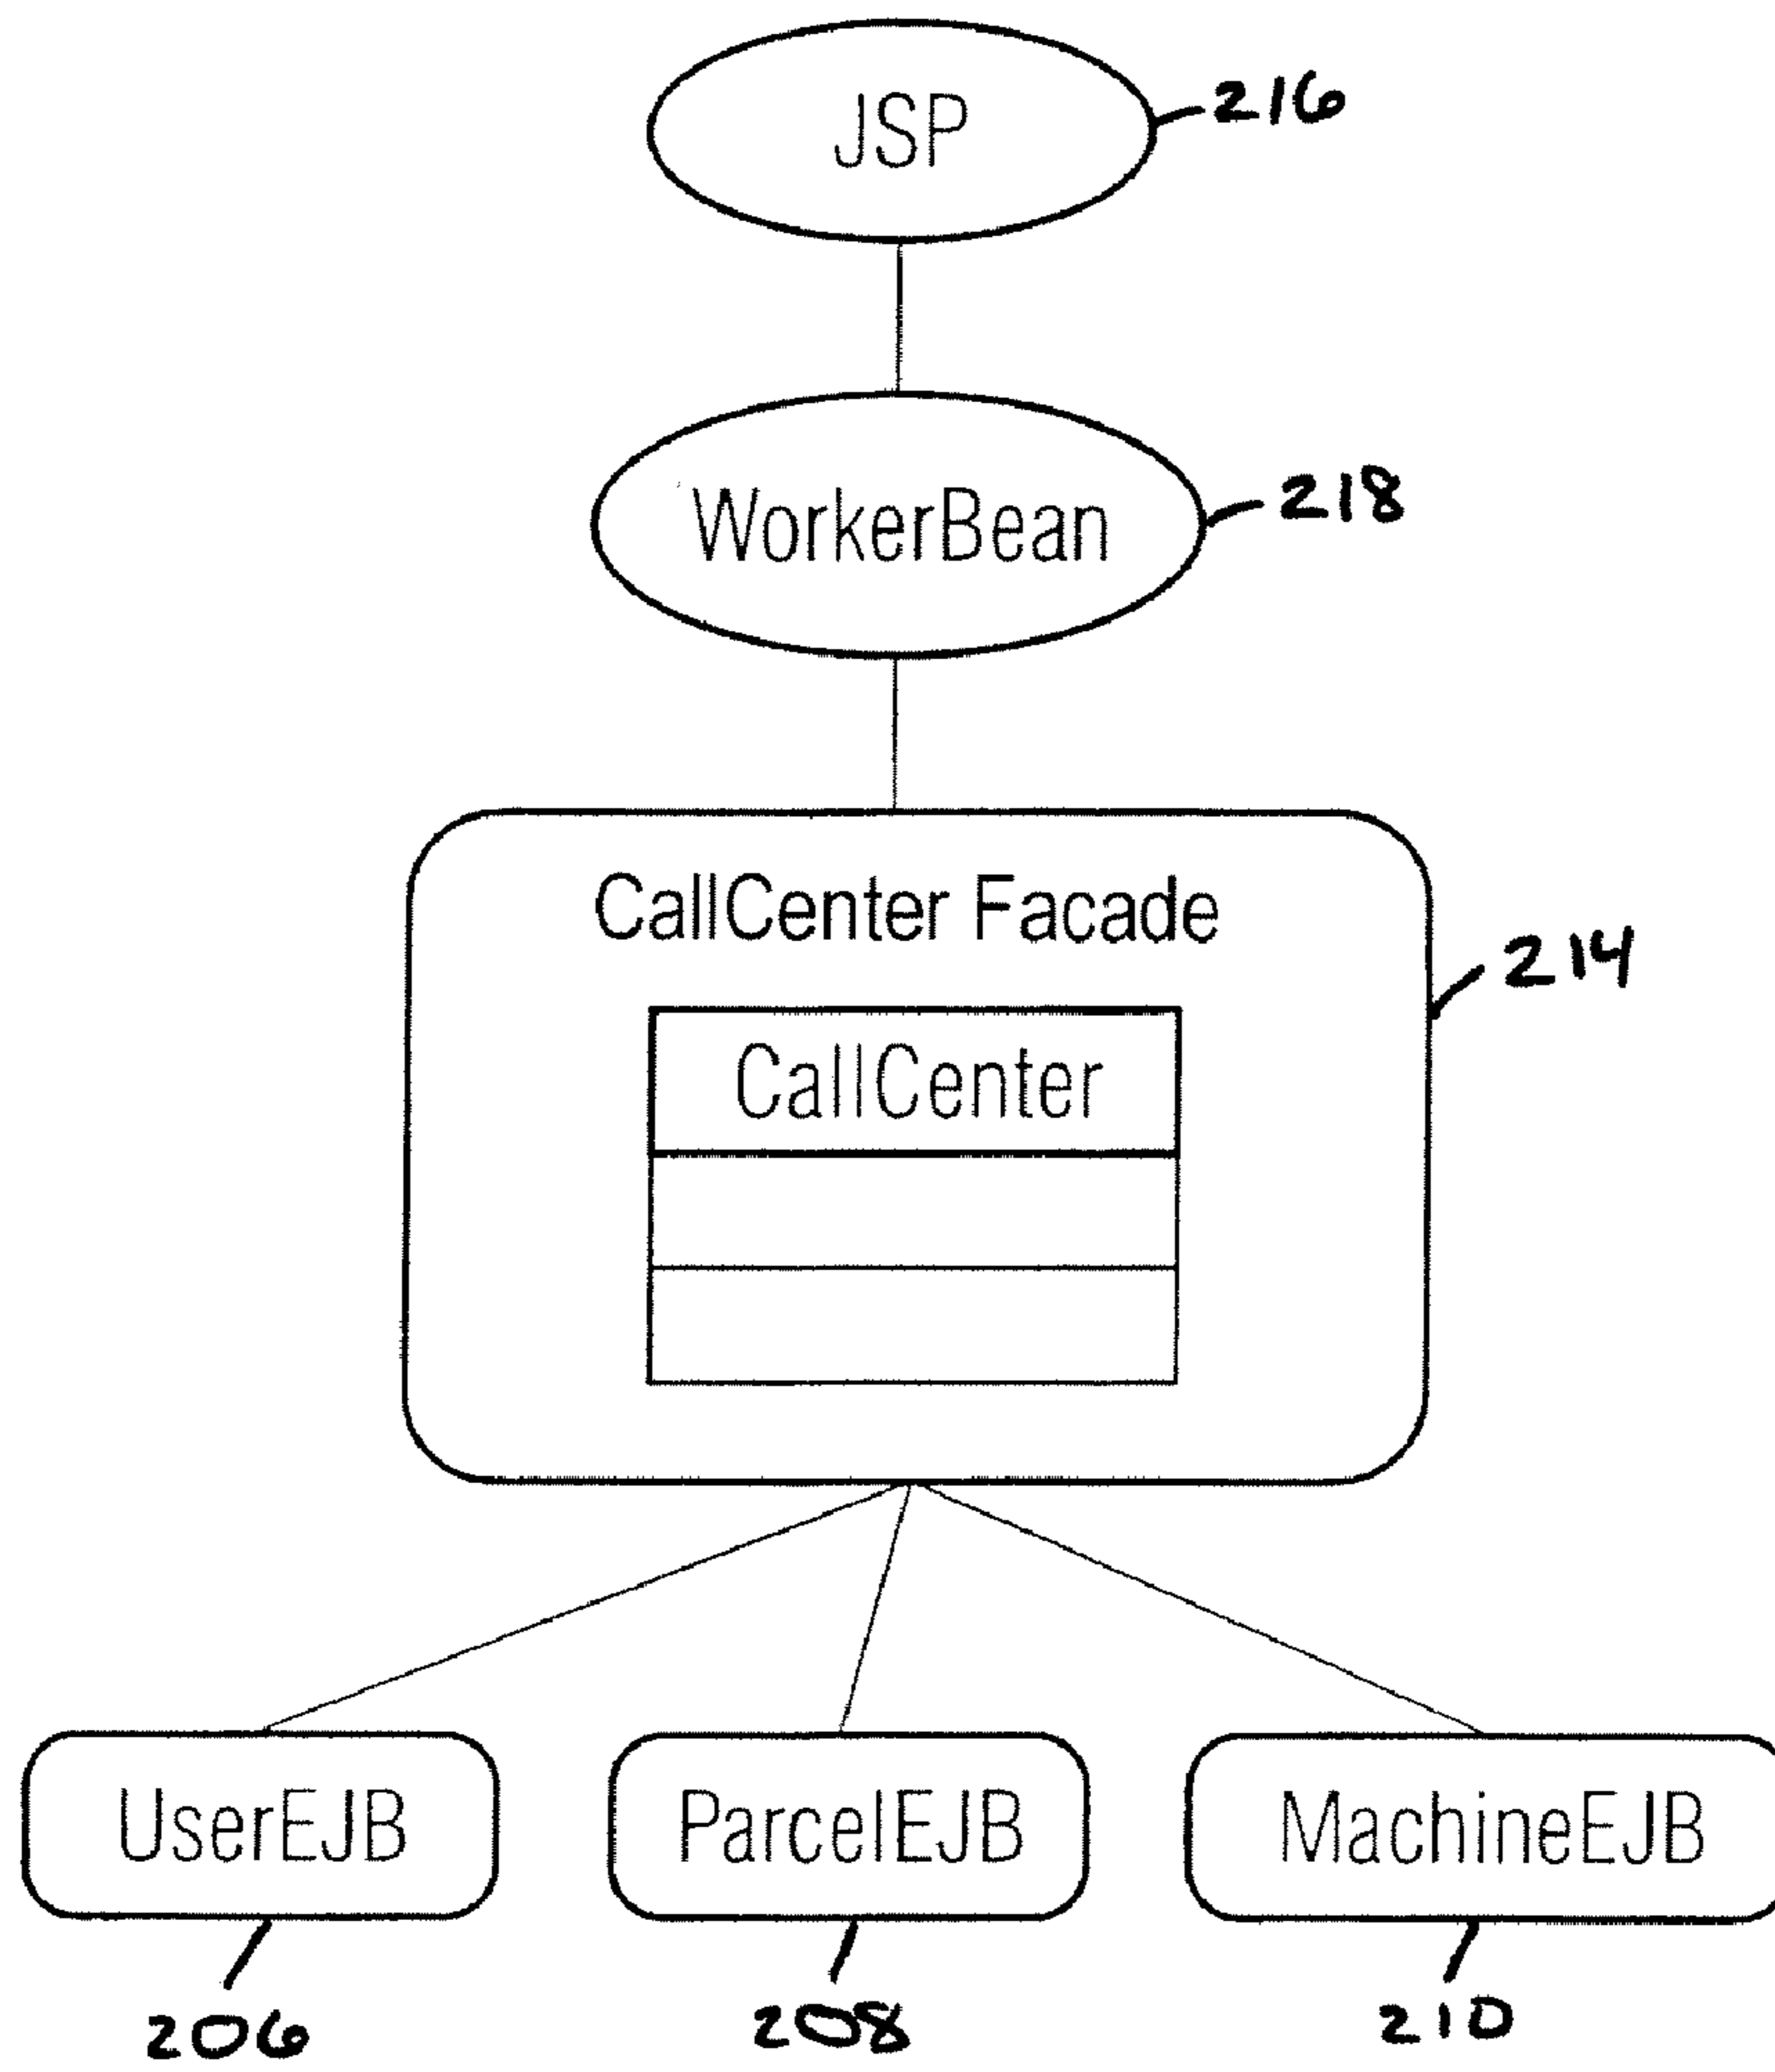 JSP
216
WorkerBean
218
CallCenter Facade
214
CallCenter
UserEJB
ParcelEJB
MachineEJB
206
208
210